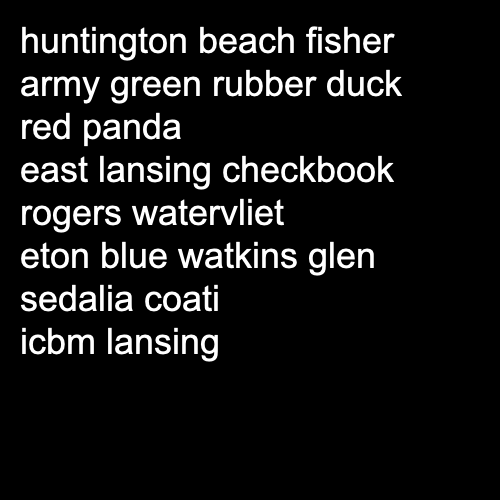 huntington beach fisher
army green rubber duck
red panda
east lansing checkbook
rogers watervliet
eton blue watkins glen
sedalia coati
icbm lansing